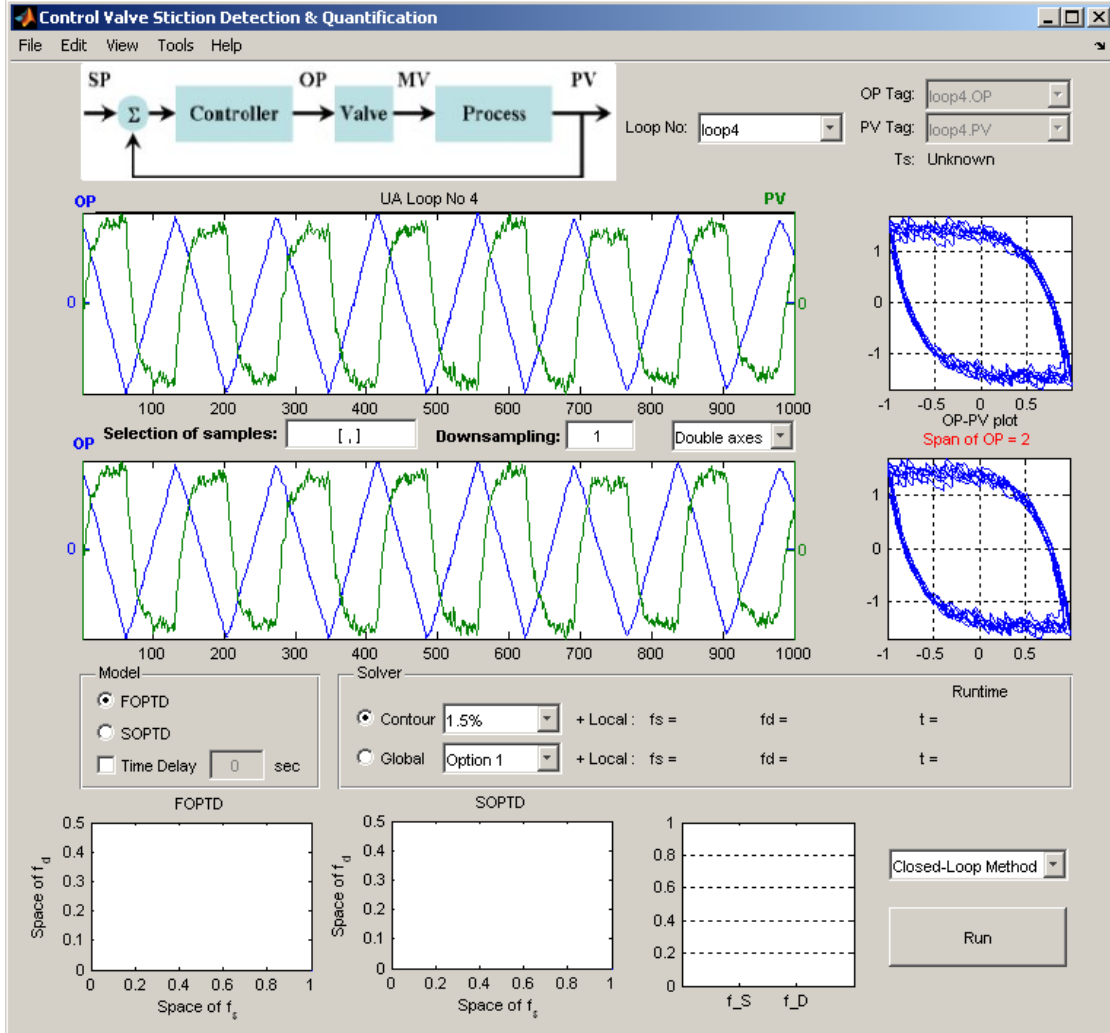 Control Valve Stiction Detection & Quantification
File Edit View Tools Help
SP OP MV PV
Σ Controller Valve Process
Loop No: loop4
OP Tag: loop4.OP
PV Tag: loop4.PV
Ts: Unknown
OP UA Loop No 4 PV
0 0
100 200 300 400 500 600 700 800 900 1000
1
0
-1
-1 -0.5 0 0.5
OP-PV plot
Span of OP = 2
OP Selection of samples: [ , ] Downsampling: 1 Double axes
0 0
100 200 300 400 500 600 700 800 900 1000
1
0
-1
-1 -0.5 0 0.5
Model
FOPTD
SOPTD
Time Delay 0 sec
Solver
Runtime
Contour 1.5% + Local : fs = fd = t =
Global Option 1 + Local : fs = fd = t =
FOPTD
0.5
0.4
0.3
0.2
0.1
0
0 0.2 0.4 0.6 0.8 1
Space of f_d
Space of f_s
SOPTD
0.5
0.4
0.3
0.2
0.1
0
0 0.2 0.4 0.6 0.8 1
Space of f_d
Space of f_s
1
0.8
0.6
0.4
0.2
0
f_S f_D
Closed-Loop Method
Run